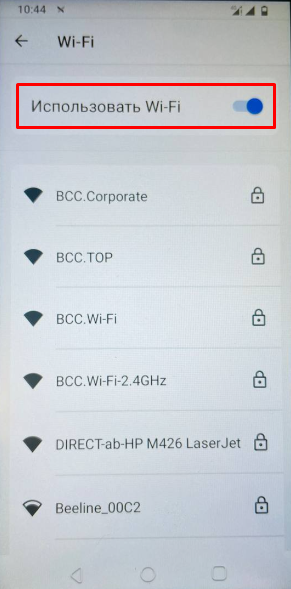 10:44
Wi-Fi
Использовать Wi-Fi
BCC.Corporate
BCC.TOP
BCC.Wi-Fi
BCC.Wi-Fi-2.4GHz
DIRECT-ab-HP M426 LaserJet
Beeline_00C2